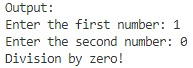 Output:
Enter the first number: 1
Enter the second number: 0
Division by zero!